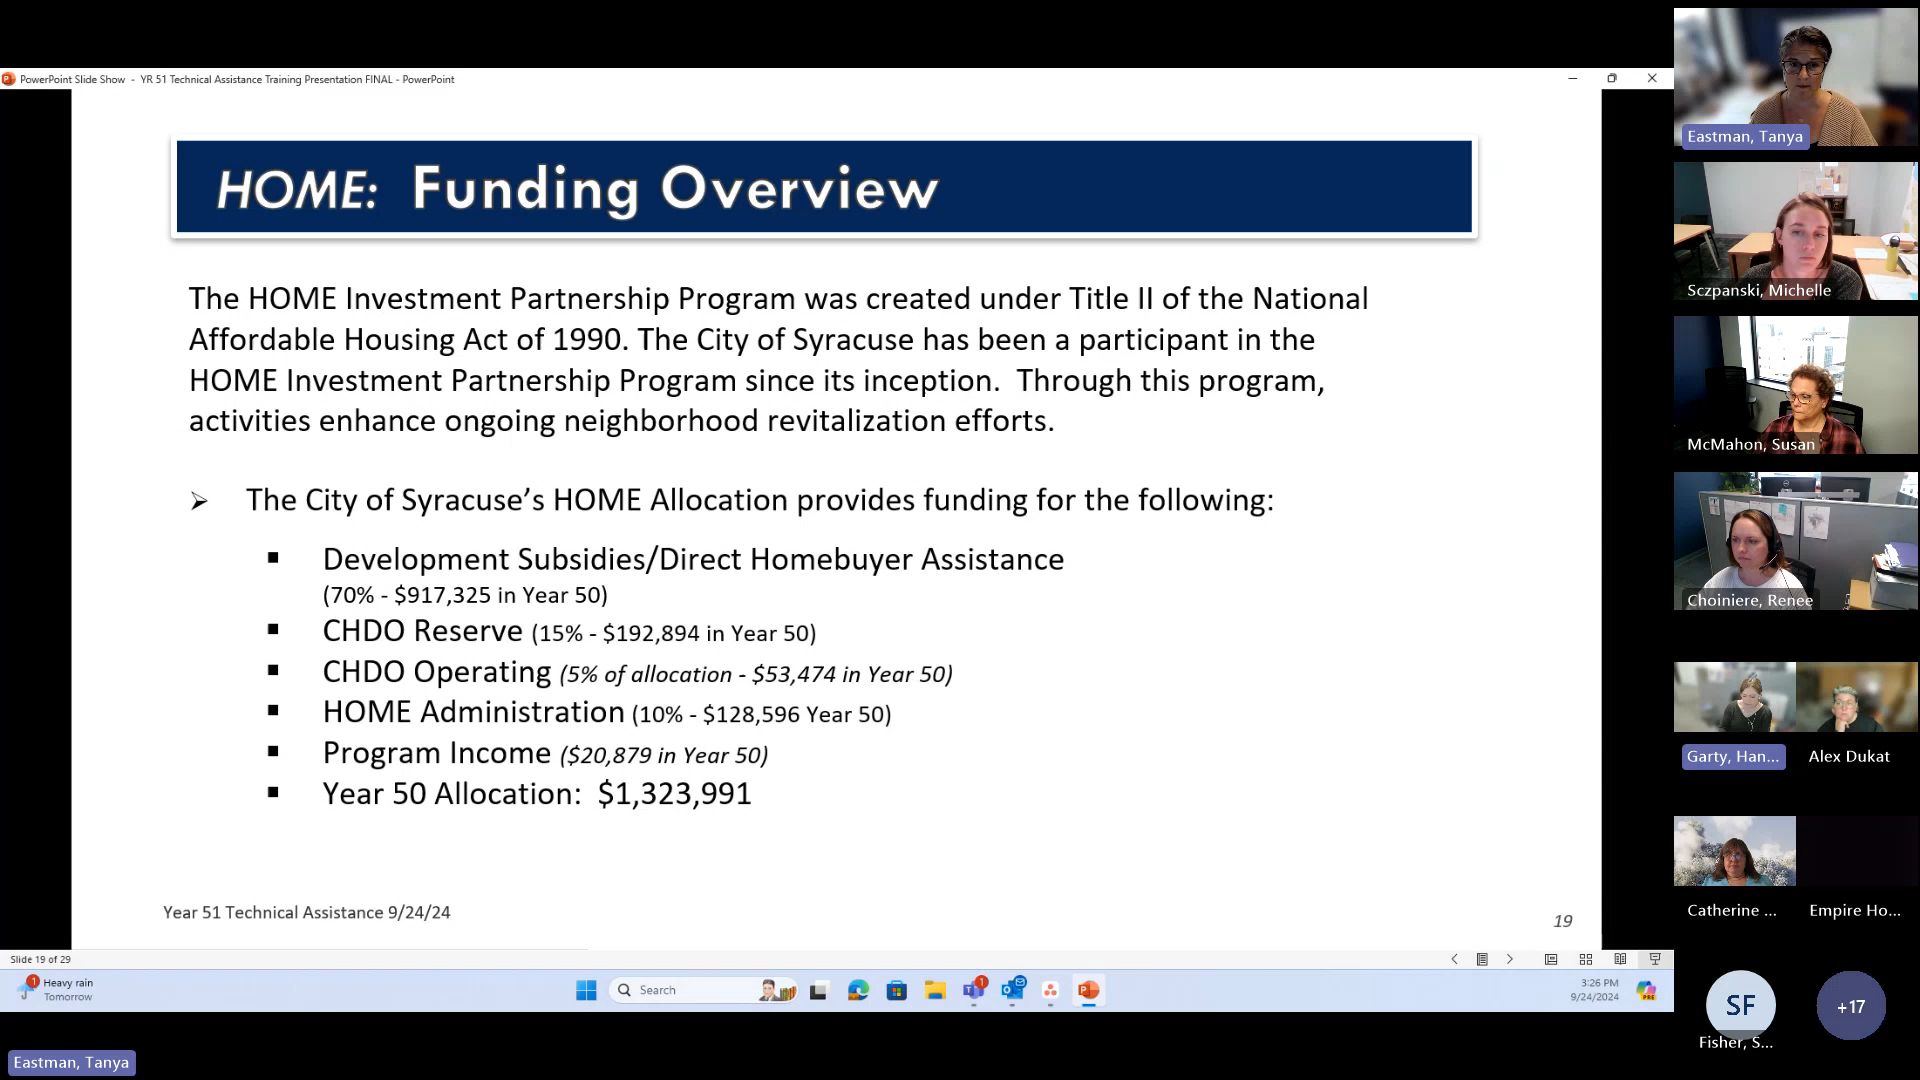 PowerPoint Slide Show - YR 51 Technical Assistance Training Presentation FINAL - PowerPoint
HOME: Funding Overview
The HOME Investment Partnership Program was created under Title II of the National
Affordable Housing Act of 1990. The City of Syracuse has been a participant in the
HOME Investment Partnership Program since its inception. Through this program,
activities enhance ongoing neighborhood revitalization efforts.
➢ The City of Syracuse’s HOME Allocation provides funding for the following:
▪ Development Subsidies/Direct Homebuyer Assistance
(70% - $917,325 in Year 50)
▪ CHDO Reserve (15% - $192,894 in Year 50)
▪ CHDO Operating (5% of allocation - $53,474 in Year 50)
▪ HOME Administration (10% - $128,596 Year 50)
▪ Program Income ($20,879 in Year 50)
▪ Year 50 Allocation: $1,323,991
Year 51 Technical Assistance 9/24/24
19
Slide 19 of 29
1
Heavy rain
Tomorrow
Search
1
3:26 PM
9/24/2024
PRE
Eastman, Tanya
Eastman, Tanya
Sczpanski, Michelle
McMahon, Susan
Choiniere, Renee
Garty, Han...
Alex Dukat
Catherine ...
Empire Ho...
SF
Fisher, S...
+17